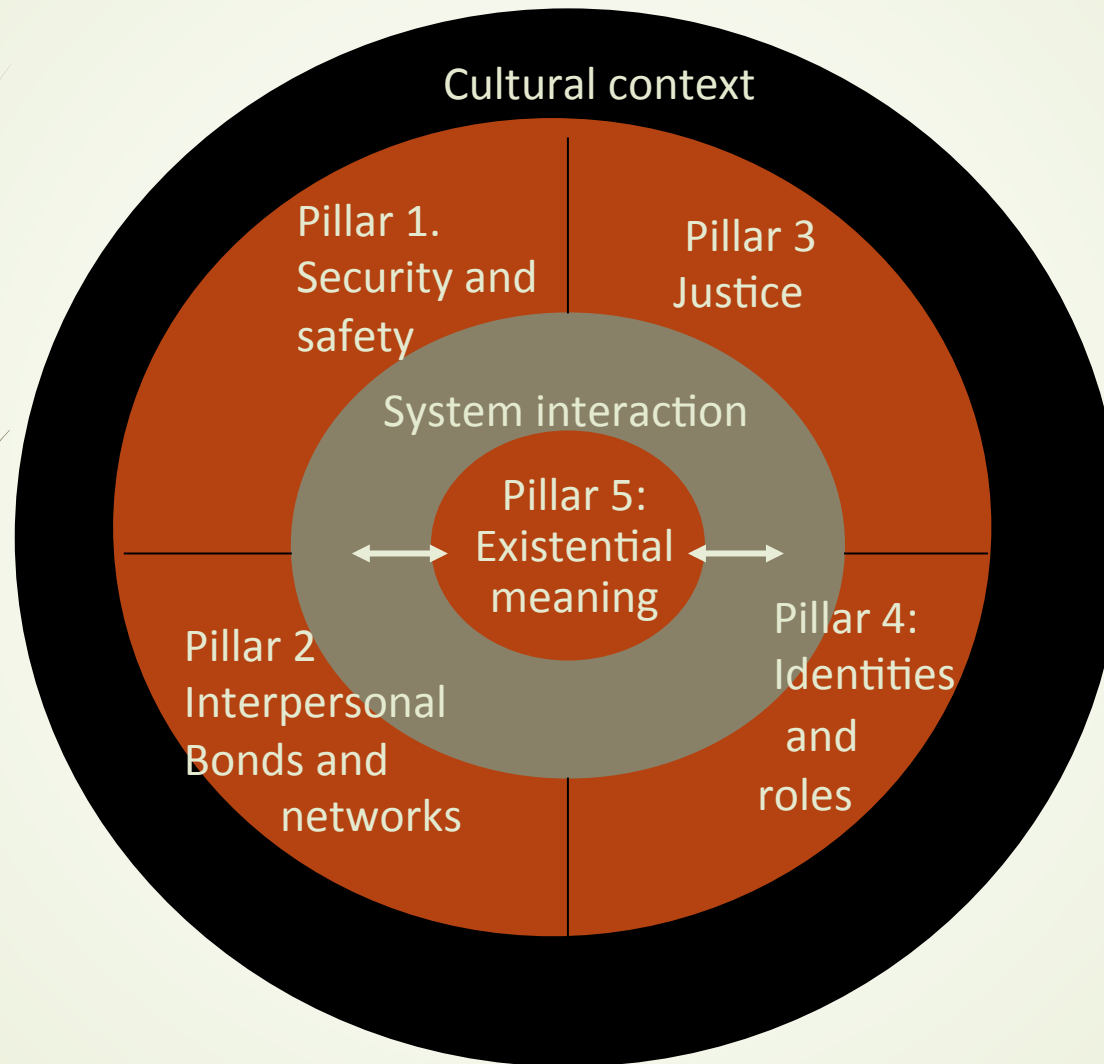 Cultural context
Pillar 1.
Security and
safety
Pillar 3
Justice
System interaction
Pillar 5:
Existential
meaning
Pillar 2
Interpersonal
Bonds and
networks
Pillar 4:
Identities
and
roles